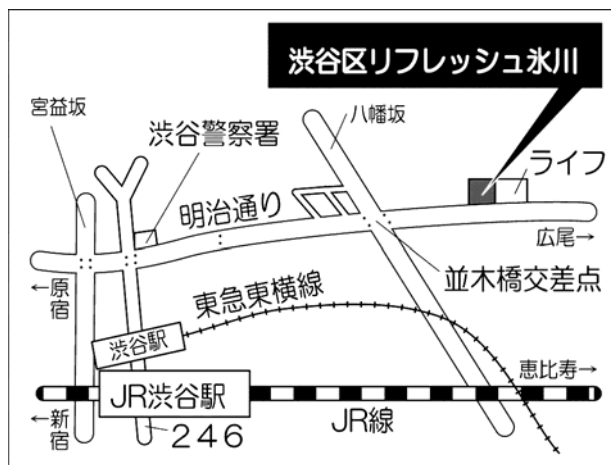 渋谷区リフレッシュ氷川
宮益坂
渋谷警察署
八幡坂
ライフ
明治通り
広尾→
←原宿
並木橋交差点
東急東横線
渋谷駅
恵比寿→
JR渋谷駅
←新宿
246
JR線